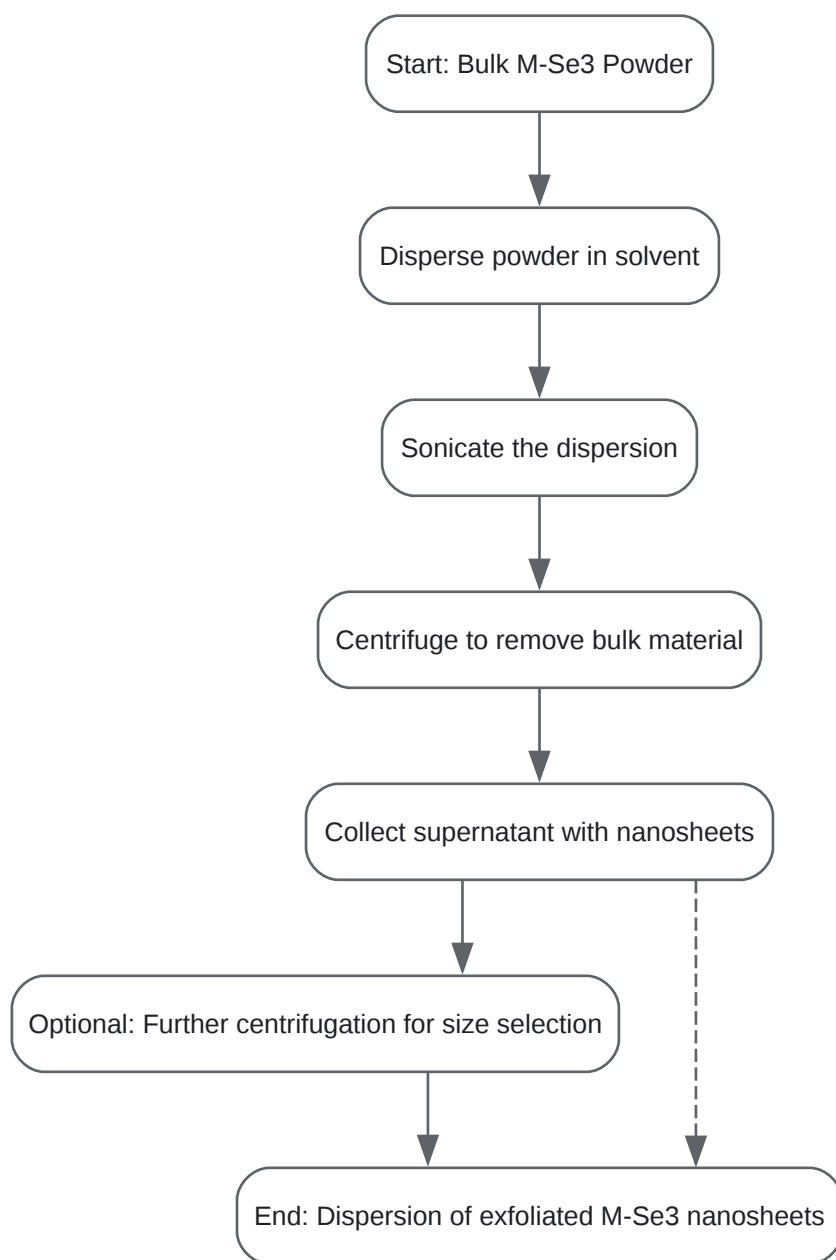 Start: Bulk M-Se3 Powder
Disperse powder in solvent
Sonicate the dispersion
Centrifuge to remove bulk material
Collect supernatant with nanosheets
Optional: Further centrifugation for size selection
End: Dispersion of exfoliated M-Se3 nanosheets